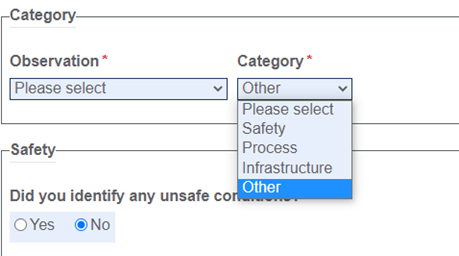 Category
Observation * Category *
Please select Other
Please select
Safety
Process
Infrastructure
Other
Safety
Did you identify any unsafe conditions?
Yes No